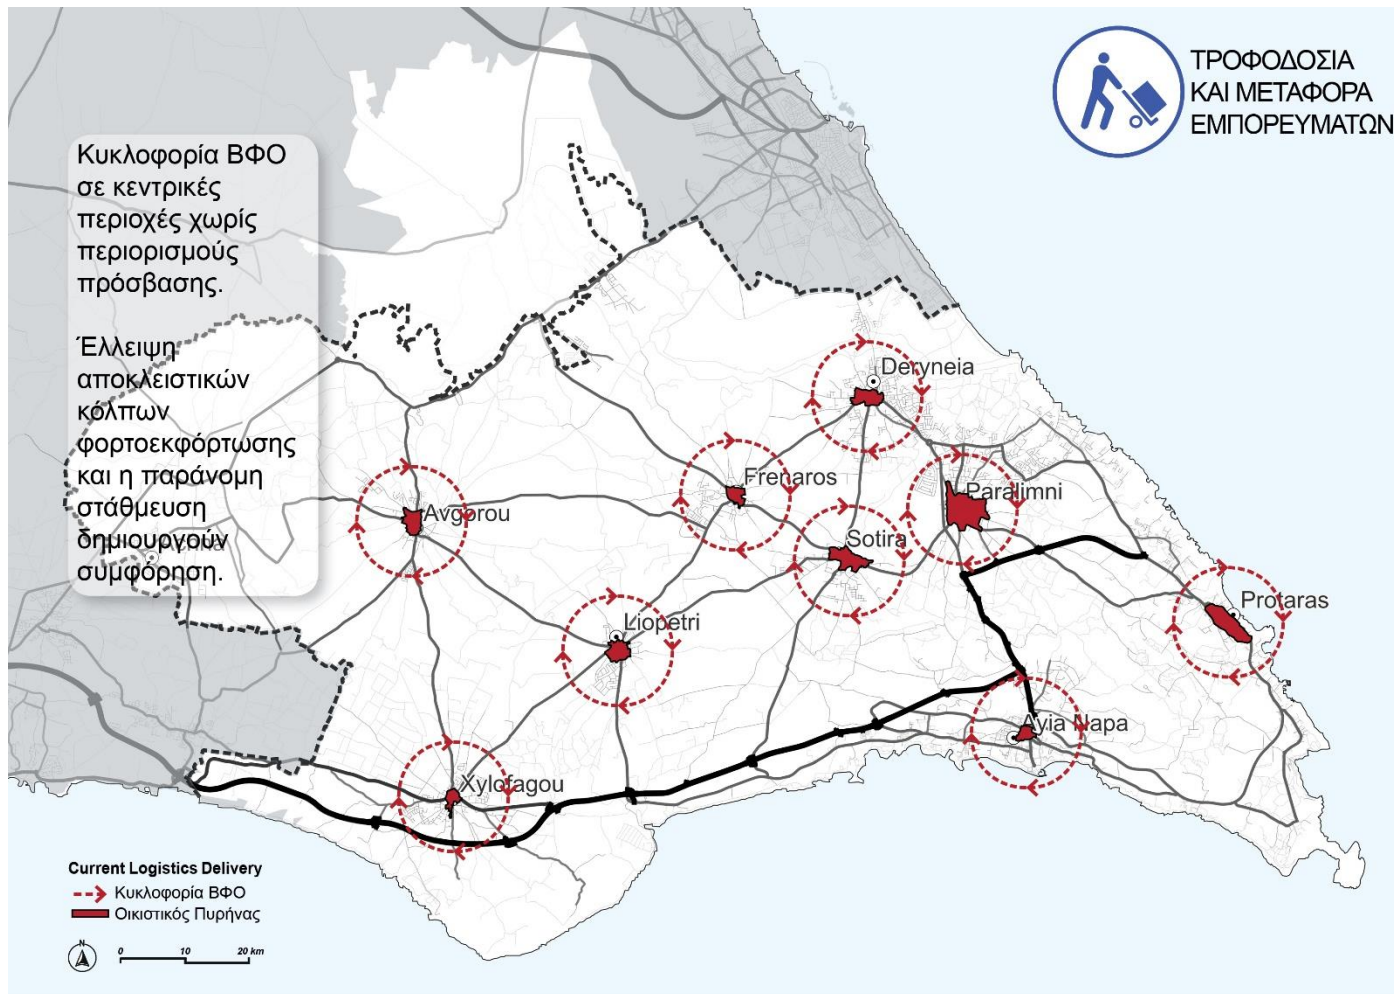 ΤΡΟΦΟΔΟΣΙΑ
ΚΑΙ ΜΕΤΑΦΟΡΑ
ΕΜΠΟΡΕΥΜΑΤΩΝ
Κυκλοφορία ΒΦΟ
σε κεντρικές
περιοχές χωρίς
περιορισμούς
πρόσβασης.
Έλλειψη
αποκλειστικών
κόλπων
φορτοεκφόρτωσης
και η παράνομη
στάθμευση
δημιουργούν
συμφόρηση.
Deryneia
Frenaros
Paralimni
Avgorou
Sotira
Protaras
Liopetri
Ayia Napa
Xylofagou
Current Logistics Delivery
Κυκλοφορία ΒΦΟ
Οικιστικός Πυρήνας
N
0 10 20 km